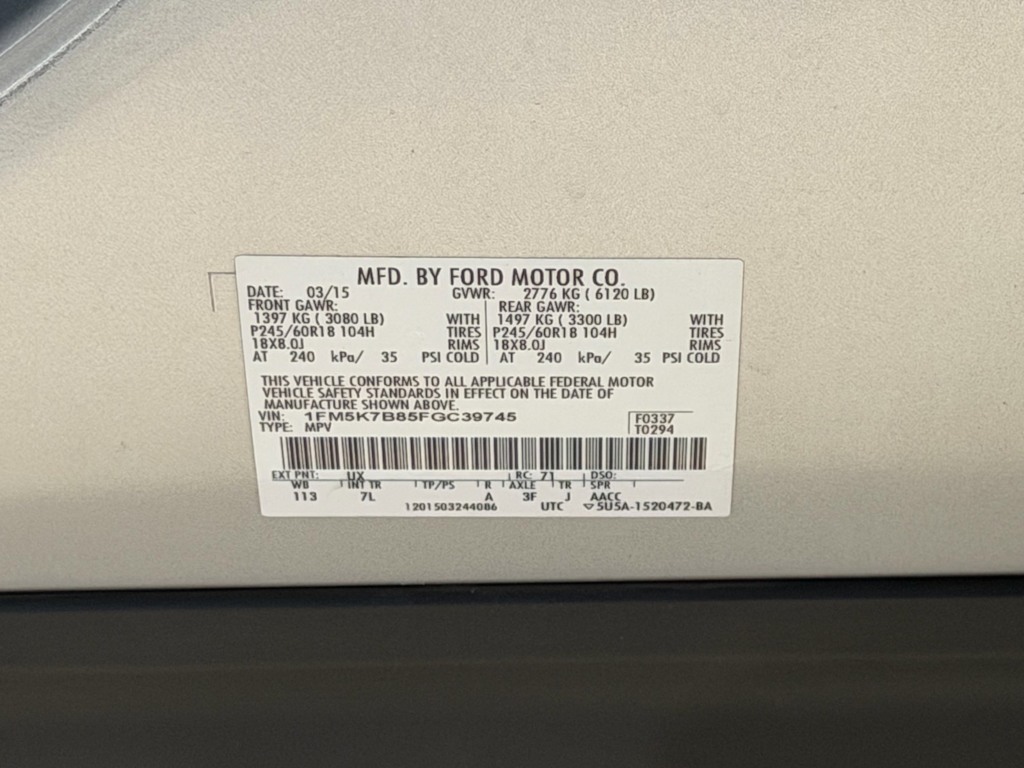 MFD. BY FORD MOTOR CO.
DATE: 03/15 GVWR: 2776 KG ( 6120 LB)
FRONT GAWR: REAR GAWR:
1397 KG ( 3080 LB) WITH 1497 KG ( 3300 LB) WITH
P245/60R18 104H TIRES P245/60R18 104H TIRES
18X8.0J RIMS 18X8.0J RIMS
AT 240 kPa/ 35 PSI COLD AT 240 kPa/ 35 PSI COLD
THIS VEHICLE CONFORMS TO ALL APPLICABLE FEDERAL MOTOR
VEHICLE SAFETY STANDARDS IN EFFECT ON THE DATE OF
MANUFACTURE SHOWN ABOVE.
VIN: 1FM5K7B85FGC39745 F0337
TYPE: MPV T0294
EXT PNT: UX RC: 71 DSO:
WB INT TR TP/PS R AXLE TR SPR
113 7L A 3F J AACC
1201503244086 UTC ▽5U5A-1520472-BA